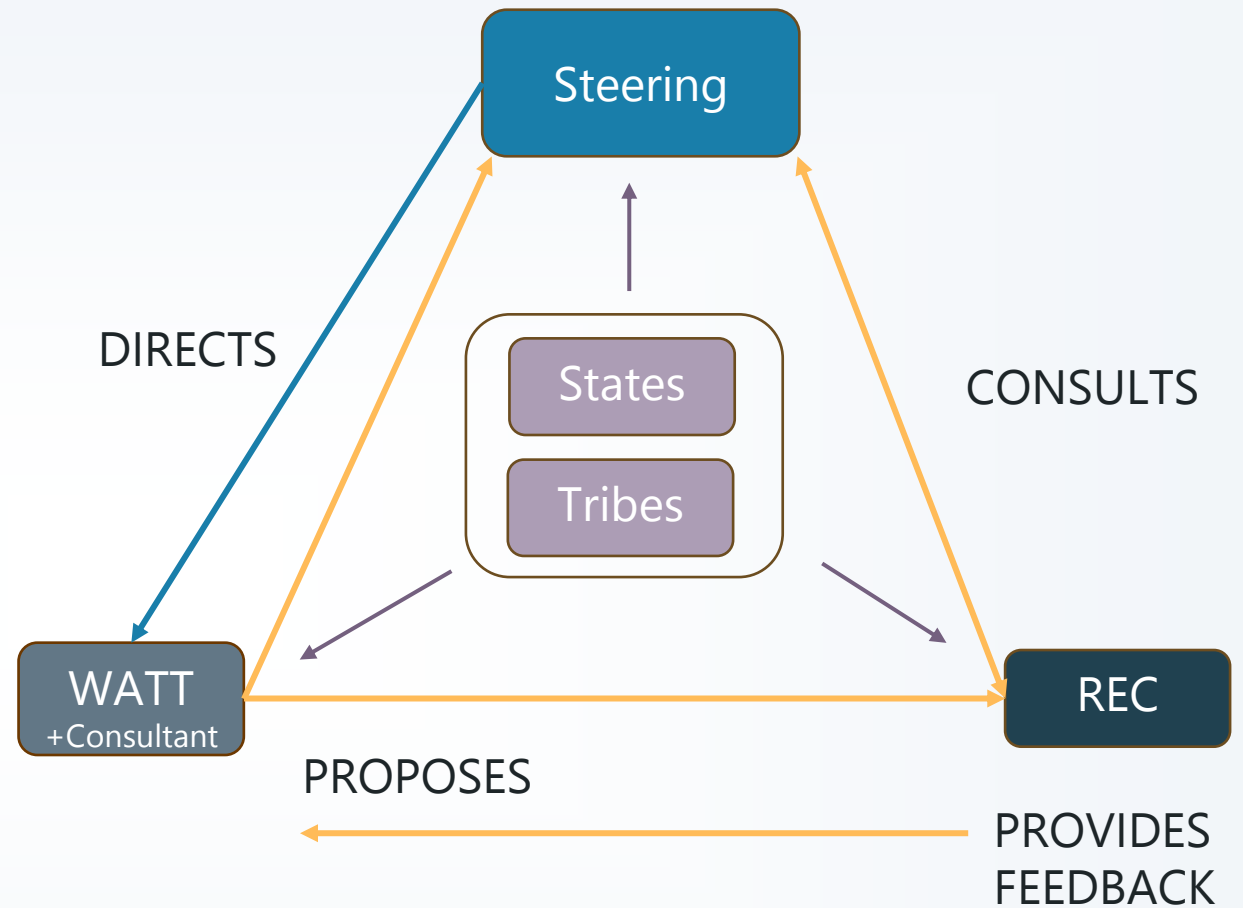 Steering
DIRECTS
States
CONSULTS
Tribes
WATT
+Consultant
REC
PROPOSES
PROVIDES
FEEDBACK